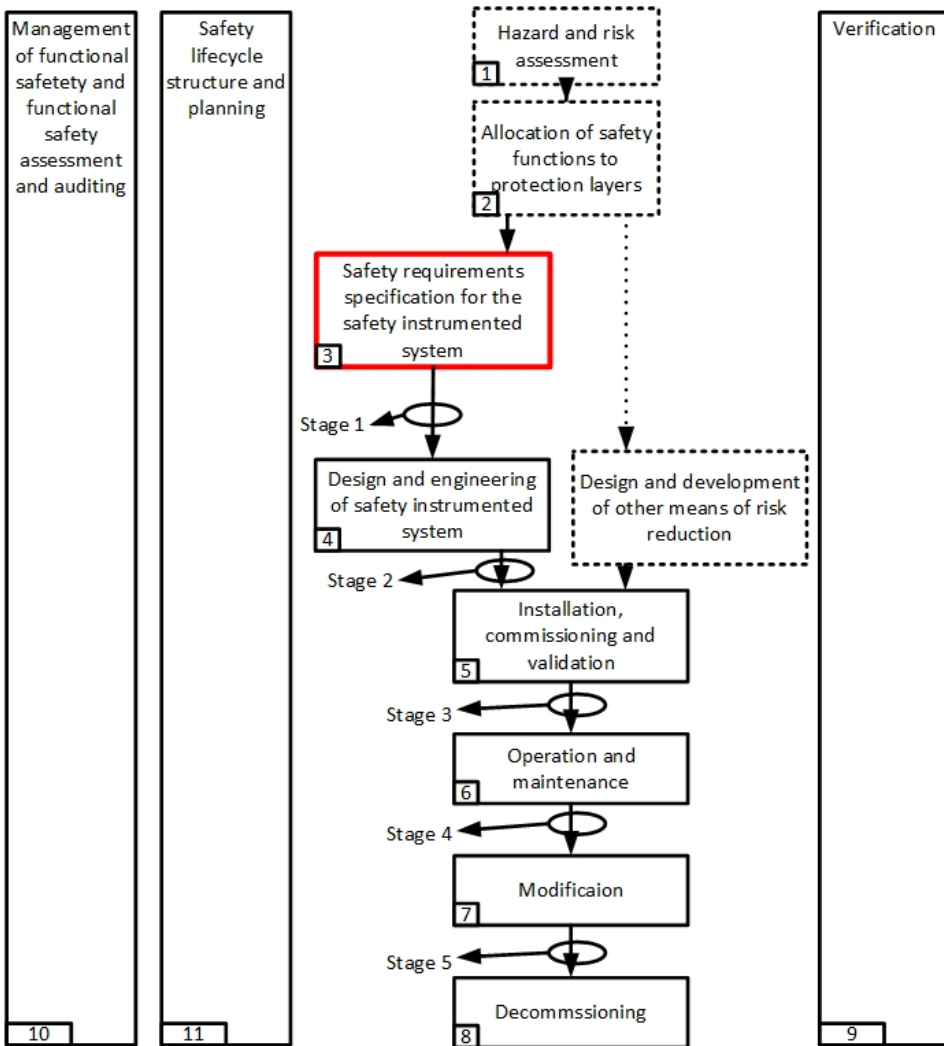 Management
of functional
safetety and
functional
safety
assessment
and auditing
10
Safety
lifecycle
structure and
planning
11
Hazard and risk
assessment
1
Allocation of safety
functions to
protection layers
2
Safety requirements
specification for the
safety instrumented
system
3
Stage 1
Design and engineering
of safety instrumented
system
4
Design and development
of other means of risk
reduction
Stage 2
Installation,
commissioning and
validation
5
Stage 3
Operation and
maintenance
6
Stage 4
Modificaion
7
Stage 5
Decommssioning
8
Verification
9